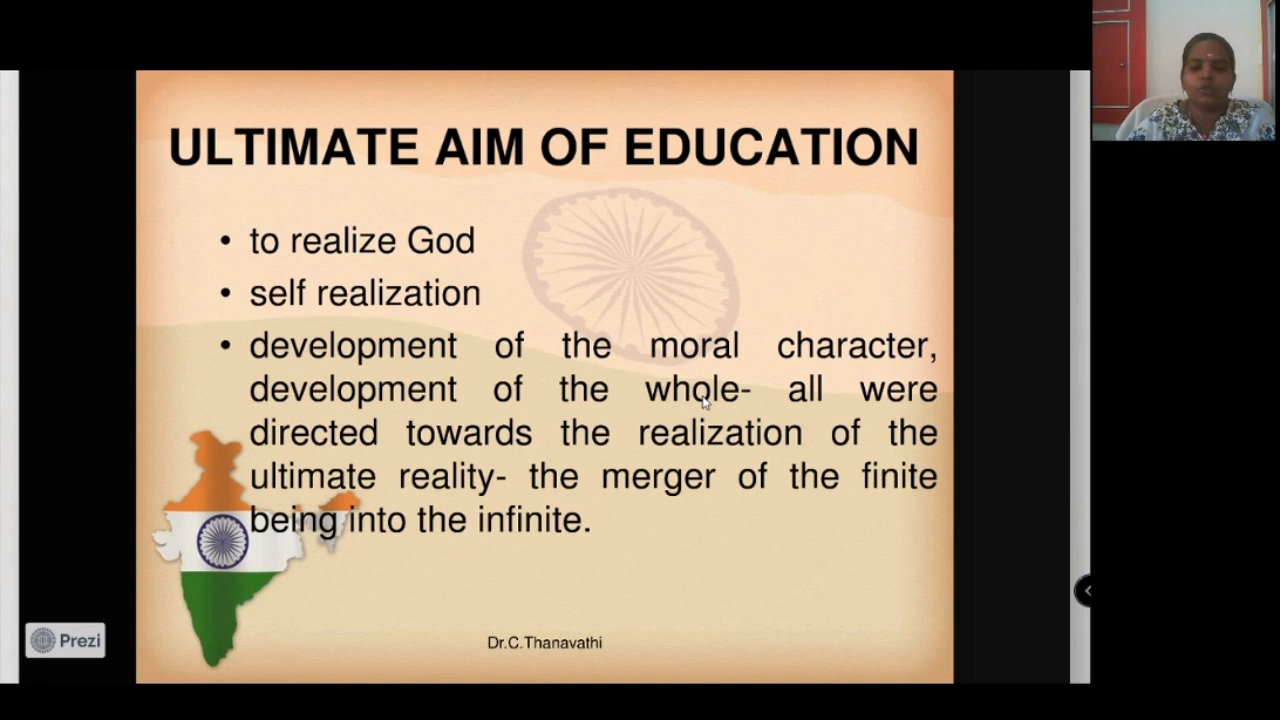 ULTIMATE AIM OF EDUCATION
• to realize God
• self realization
• development of the moral character,
development of the whole- all were
directed towards the realization of the
ultimate reality- the merger of the finite
being into the infinite.
Dr.C.Thanavathi
Prezi